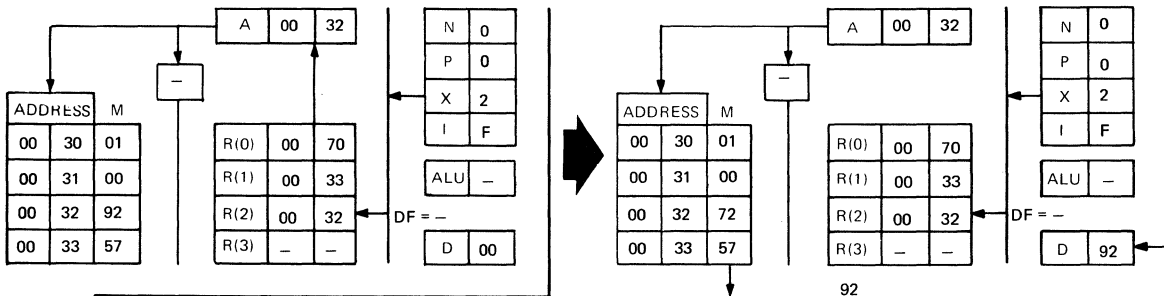 A 00 32
N 0
P 0
X 2
I F
—
ADDRESS M
00 30 01
00 31 00
00 32 92
00 33 57
R(0) 00 70
R(1) 00 33
R(2) 00 32
R(3) — —
ALU —
DF = —
D 00
A 00 32
N 0
P 0
X 2
I F
—
ADDRESS M
00 30 01
00 31 00
00 32 72
00 33 57
R(0) 00 70
R(1) 00 33
R(2) 00 32
R(3) — —
ALU —
DF = —
D 92
92